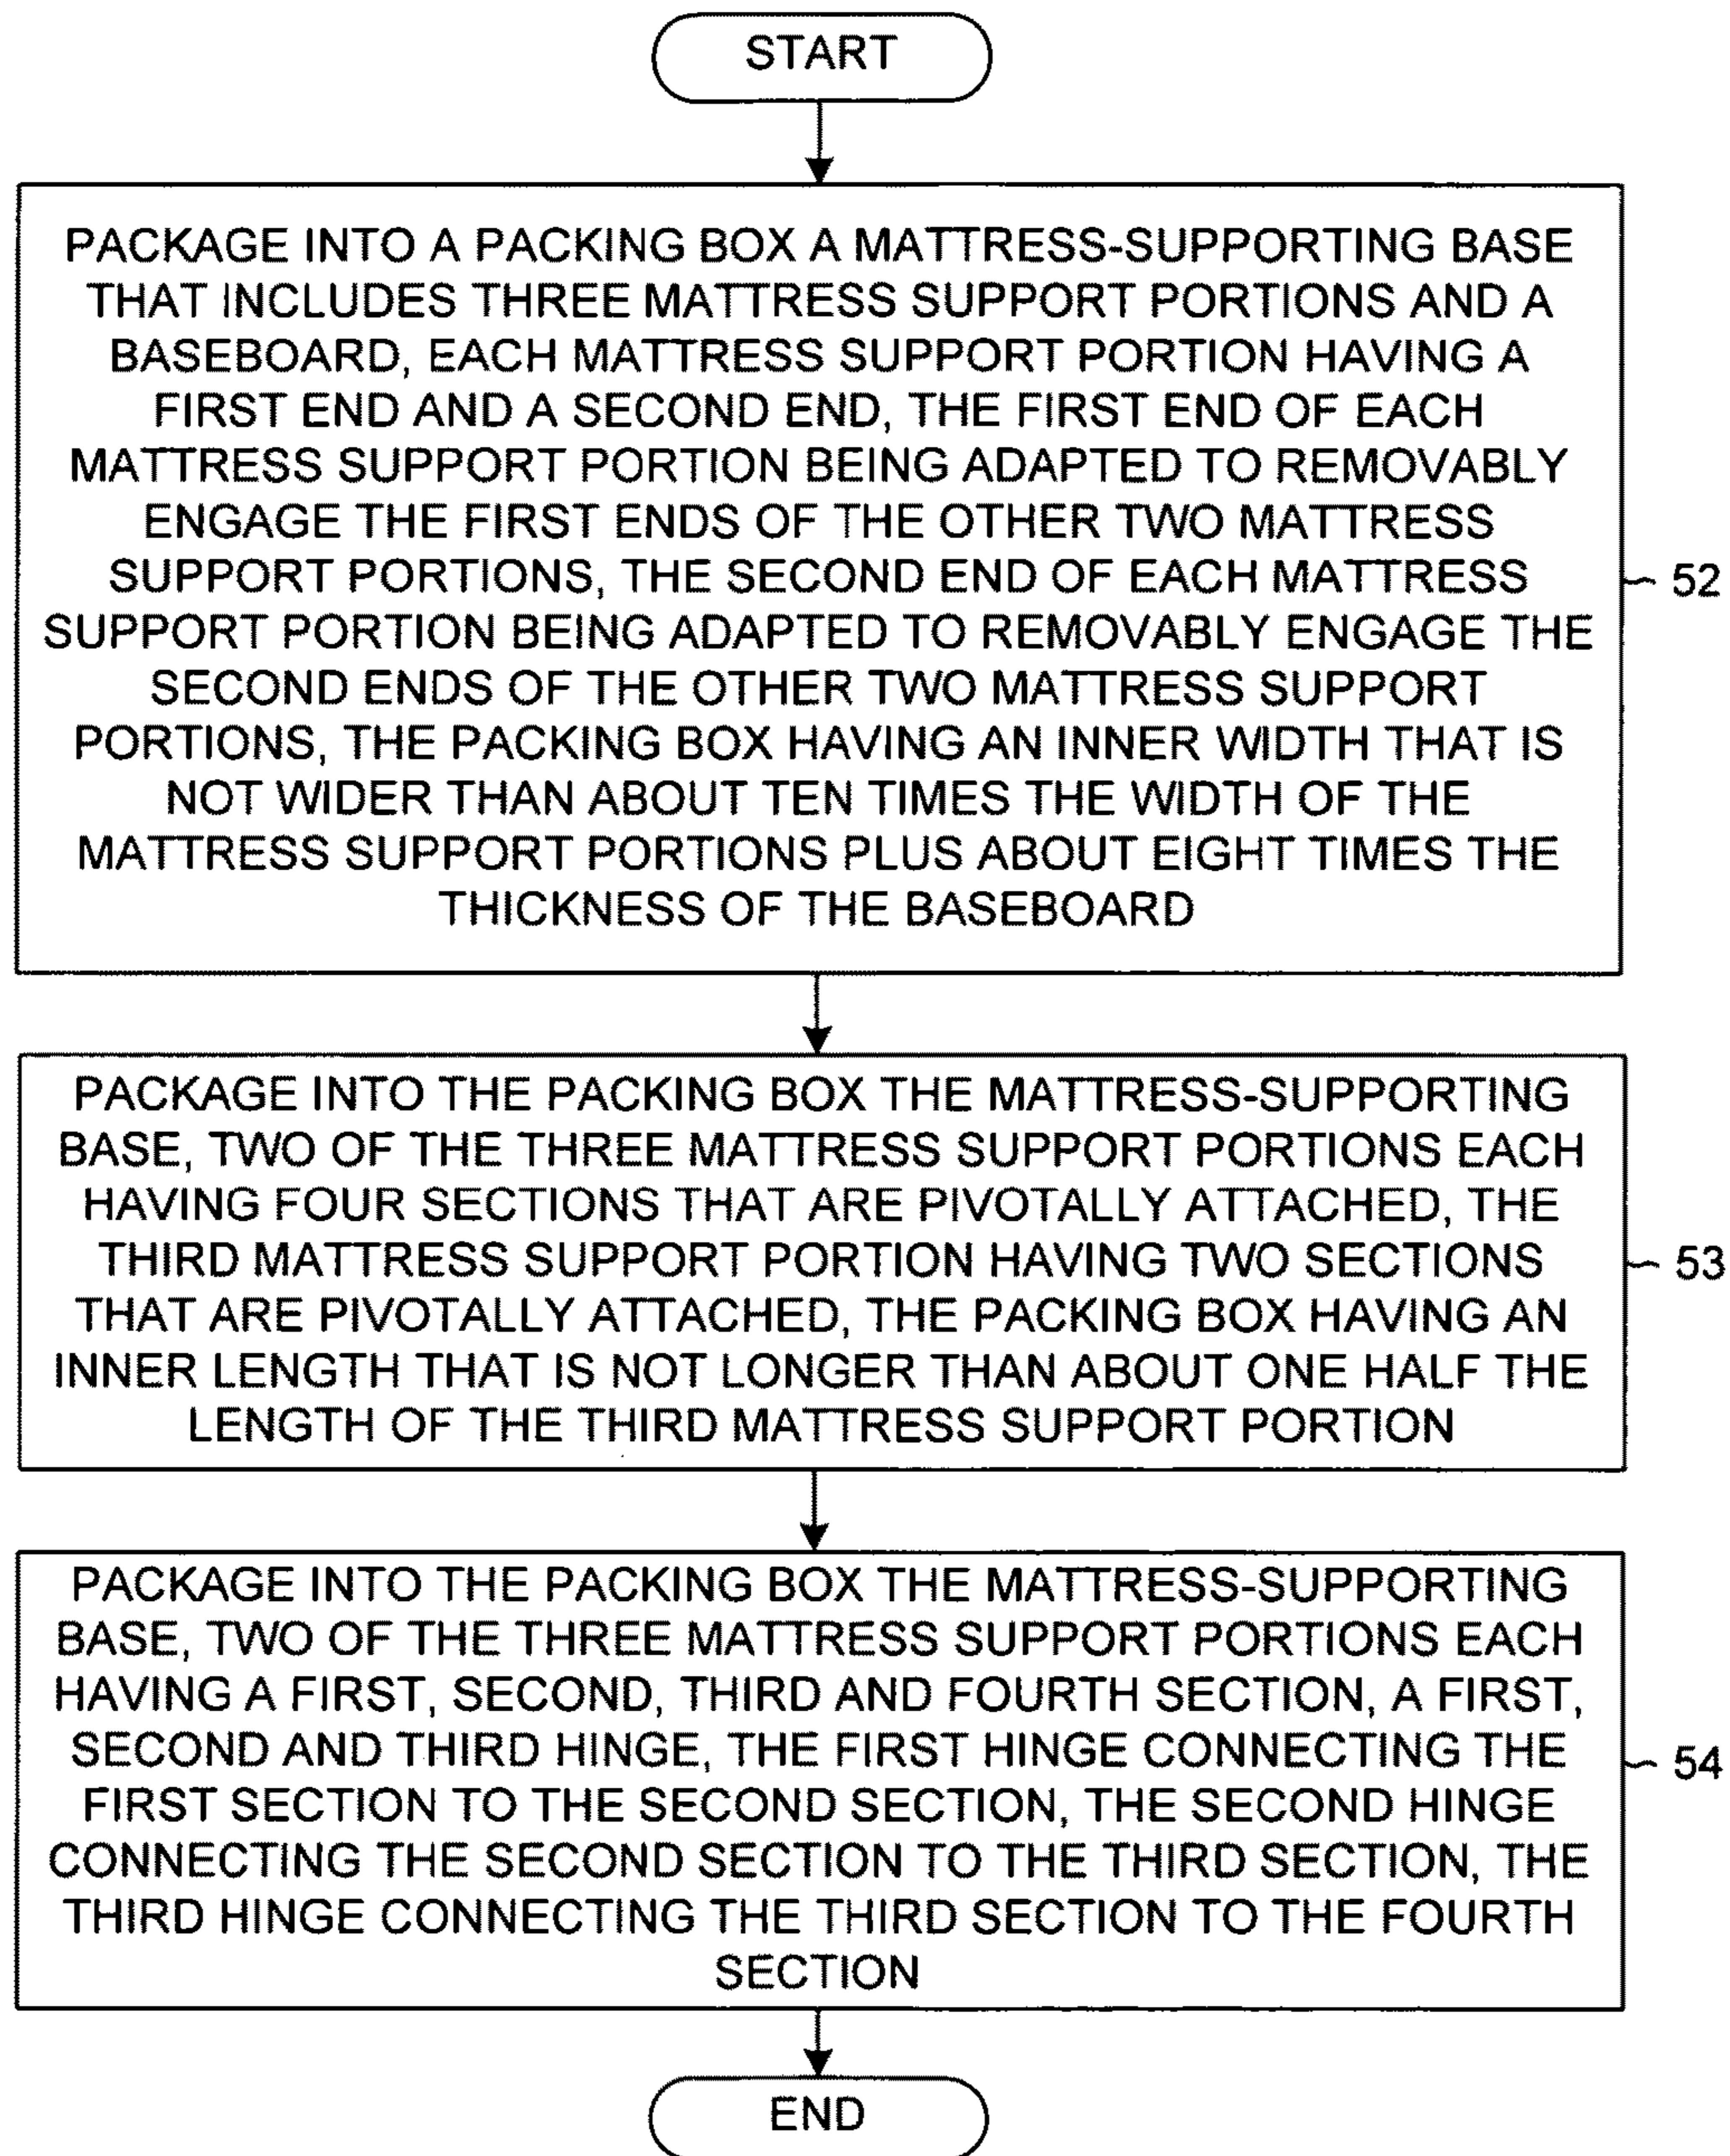 START
PACKAGE INTO A PACKING BOX A MATTRESS-SUPPORTING BASE
THAT INCLUDES THREE MATTRESS SUPPORT PORTIONS AND A
BASEBOARD, EACH MATTRESS SUPPORT PORTION HAVING A
FIRST END AND A SECOND END, THE FIRST END OF EACH
MATTRESS SUPPORT PORTION BEING ADAPTED TO REMOVABLY
ENGAGE THE FIRST ENDS OF THE OTHER TWO MATTRESS
SUPPORT PORTIONS, THE SECOND END OF EACH MATTRESS
SUPPORT PORTION BEING ADAPTED TO REMOVABLY ENGAGE THE
SECOND ENDS OF THE OTHER TWO MATTRESS SUPPORT
PORTIONS, THE PACKING BOX HAVING AN INNER WIDTH THAT IS
NOT WIDER THAN ABOUT TEN TIMES THE WIDTH OF THE
MATTRESS SUPPORT PORTIONS PLUS ABOUT EIGHT TIMES THE
THICKNESS OF THE BASEBOARD
52
PACKAGE INTO THE PACKING BOX THE MATTRESS-SUPPORTING
BASE, TWO OF THE THREE MATTRESS SUPPORT PORTIONS EACH
HAVING FOUR SECTIONS THAT ARE PIVOTALLY ATTACHED, THE
THIRD MATTRESS SUPPORT PORTION HAVING TWO SECTIONS
THAT ARE PIVOTALLY ATTACHED, THE PACKING BOX HAVING AN
INNER LENGTH THAT IS NOT LONGER THAN ABOUT ONE HALF THE
LENGTH OF THE THIRD MATTRESS SUPPORT PORTION
53
PACKAGE INTO THE PACKING BOX THE MATTRESS-SUPPORTING
BASE, TWO OF THE THREE MATTRESS SUPPORT PORTIONS EACH
HAVING A FIRST, SECOND, THIRD AND FOURTH SECTION, A FIRST,
SECOND AND THIRD HINGE, THE FIRST HINGE CONNECTING THE
FIRST SECTION TO THE SECOND SECTION, THE SECOND HINGE
CONNECTING THE SECOND SECTION TO THE THIRD SECTION, THE
THIRD HINGE CONNECTING THE THIRD SECTION TO THE FOURTH
SECTION
54
END